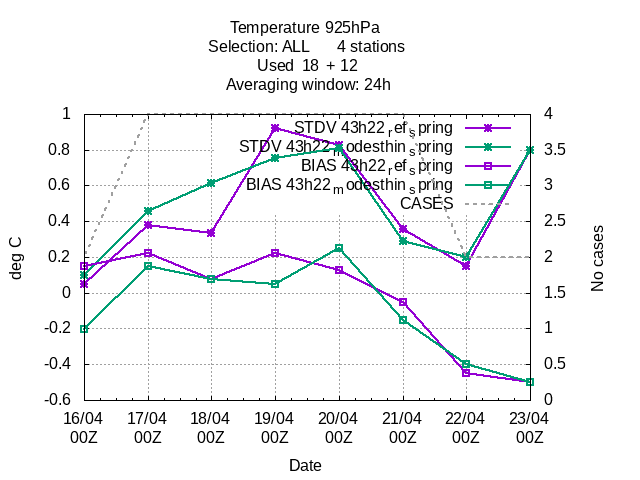 Temperature 925hPa
Selection: ALL 4 stations
Used 18 + 12
Averaging window: 24h
STDV 43h22_ref_spring
STDV 43h22_modesthin_spring
BIAS 43h22_ref_spring
BIAS 43h22_modesthin_spring
CASES
deg C
1
0.8
0.6
0.4
0.2
0
-0.2
-0.4
-0.6
4
3.5
3
2.5
2
1.5
1
0.5
0
No cases
16/04 17/04 18/04 19/04 20/04 21/04 22/04 23/04
00Z 00Z 00Z 00Z 00Z 00Z 00Z 00Z
Date